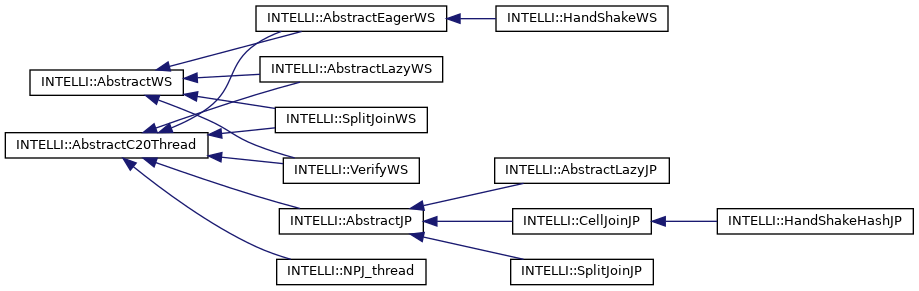 INTELLI::AbstractEagerWS
INTELLI::HandShakeWS
INTELLI::AbstractLazyWS
INTELLI::AbstractWS
INTELLI::SplitJoinWS
INTELLI::AbstractC20Thread
INTELLI::VerifyWS
INTELLI::AbstractLazyJP
INTELLI::AbstractJP
INTELLI::CellJoinJP
INTELLI::HandShakeHashJP
INTELLI::NPJ_thread
INTELLI::SplitJoinJP